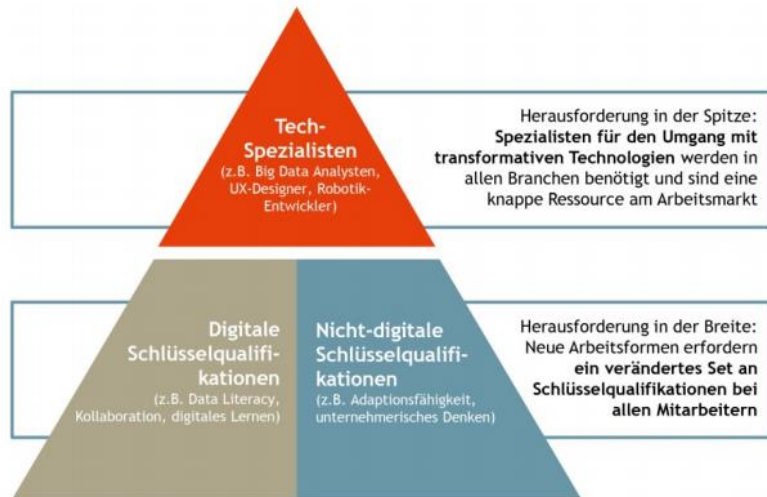 Tech-
Spezialisten
(z.B. Big Data Analysten,
UX-Designer, Robotik-
Entwickler)
Herausforderung in der Spitze:
Spezialisten für den Umgang mit
transformativen Technologien werden in
allen Branchen benötigt und sind eine
knappe Ressource am Arbeitsmarkt
Digitale
Schlüsselqualifi-
kationen
(z.B. Data Literacy,
Kollaboration, digitales Lernen)
Nicht-digitale
Schlüsselqualifi-
kationen
(z.B. Adaptionsfähigkeit,
unternehmerisches Denken)
Herausforderung in der Breite:
Neue Arbeitsformen erfordern
ein verändertes Set an
Schlüsselqualifikationen bei
allen Mitarbeitern